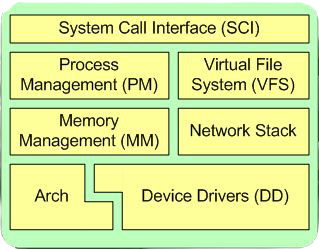 System Call Interface (SCI)
Process
Management (PM)
Virtual File
System (VFS)
Memory
Management (MM)
Network Stack
Arch
Device Drivers (DD)